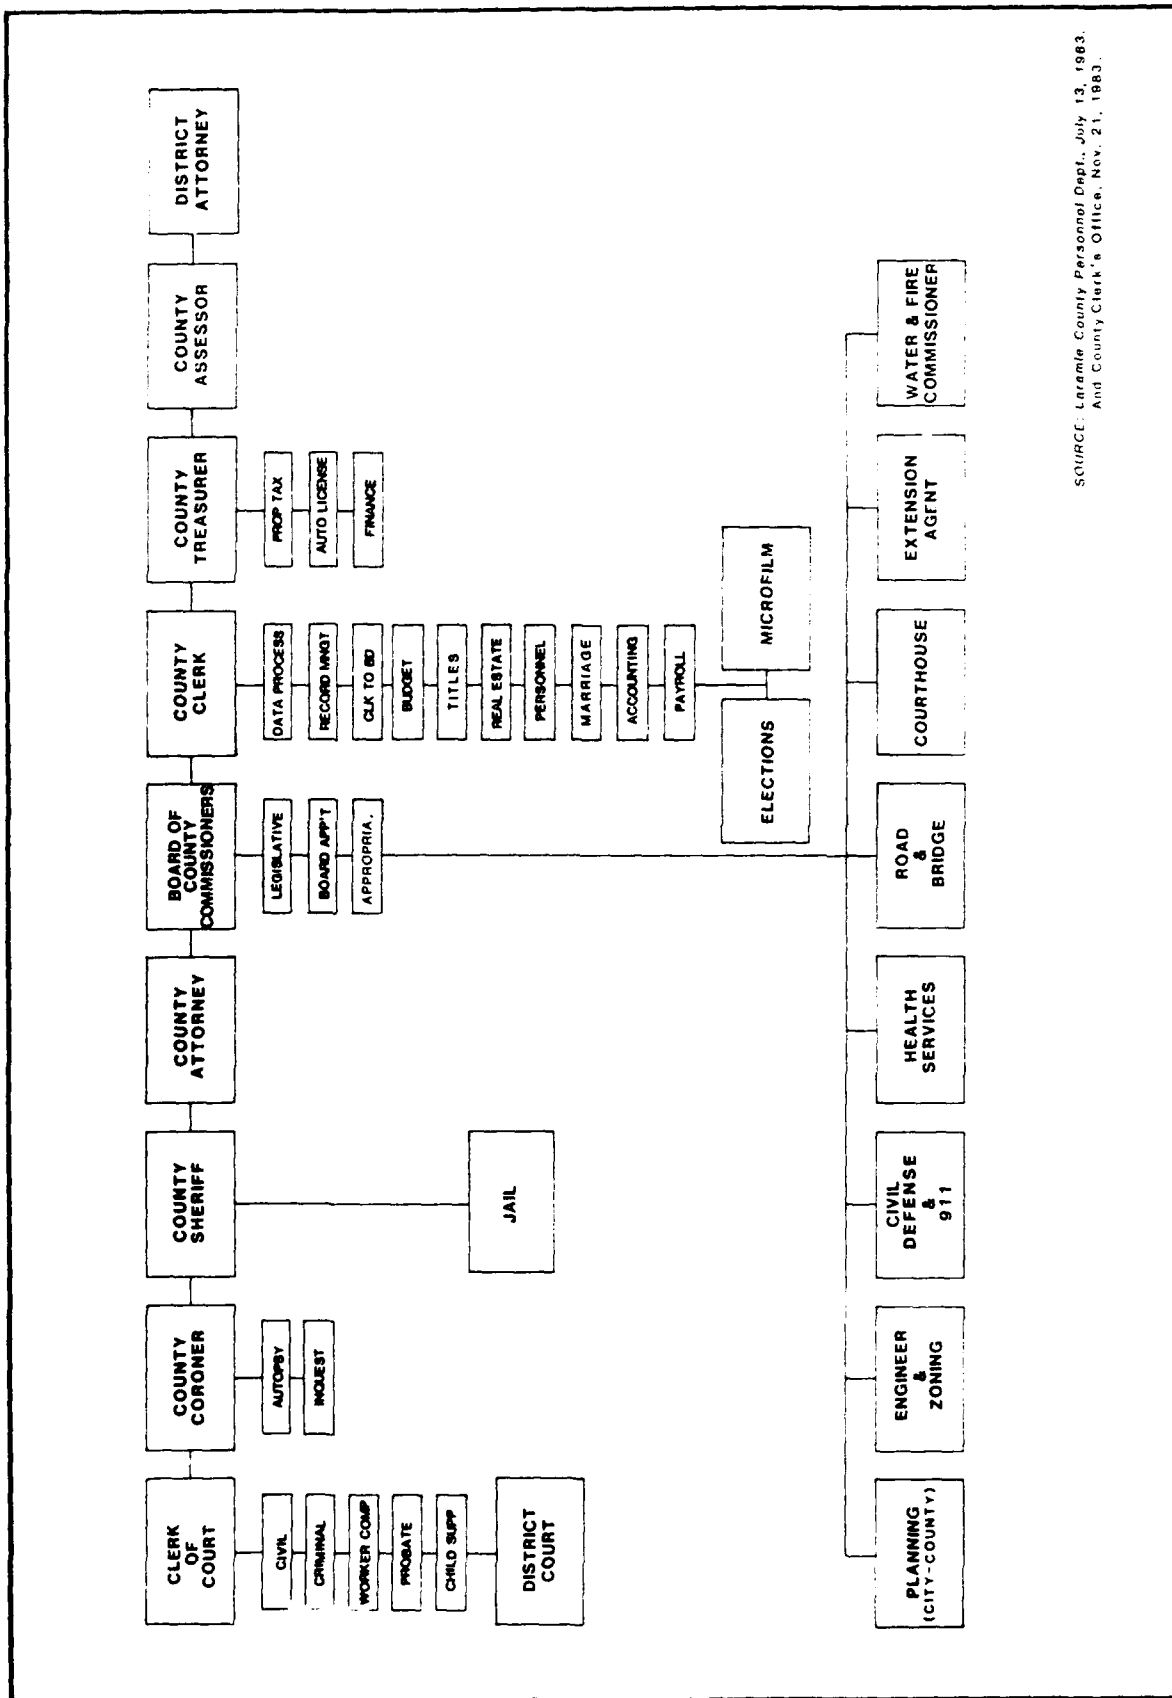 CLERK
OF
COURT
COUNTY
CORONER
COUNTY
SHERIFF
COUNTY
ATTORNEY
BOARD OF
COUNTY
COMMISSIONERS
COUNTY
CLERK
COUNTY
TREASURER
COUNTY
ASSESSOR
DISTRICT
ATTORNEY
CIVIL
CRIMINAL
WORKER COMP
PROBATE
CHILD SUPP
DISTRICT
COURT
AUTOPSY
INQUEST
JAIL
LEGISLATIVE
BOARD APP'T
APPROPRIA.
DATA PROCESS
RECORD MNGT
CLK TO BD
BUDGET
TITLES
REAL ESTATE
PERSONNEL
MARRIAGE
ACCOUNTING
PAYROLL
ELECTIONS
MICROFILM
PROP TAX
AUTO LICENSE
FINANCE
PLANNING
(CITY-COUNTY)
ENGINEER
&
ZONING
CIVIL
DEFENSE
&
911
HEALTH
SERVICES
ROAD
&
BRIDGE
COURTHOUSE
EXTENSION
AGENT
WATER & FIRE
COMMISSIONER
SOURCE: Laramie County Personnel Dept., July 13, 1983.
And County Clerk's Office, Nov. 21, 1983.